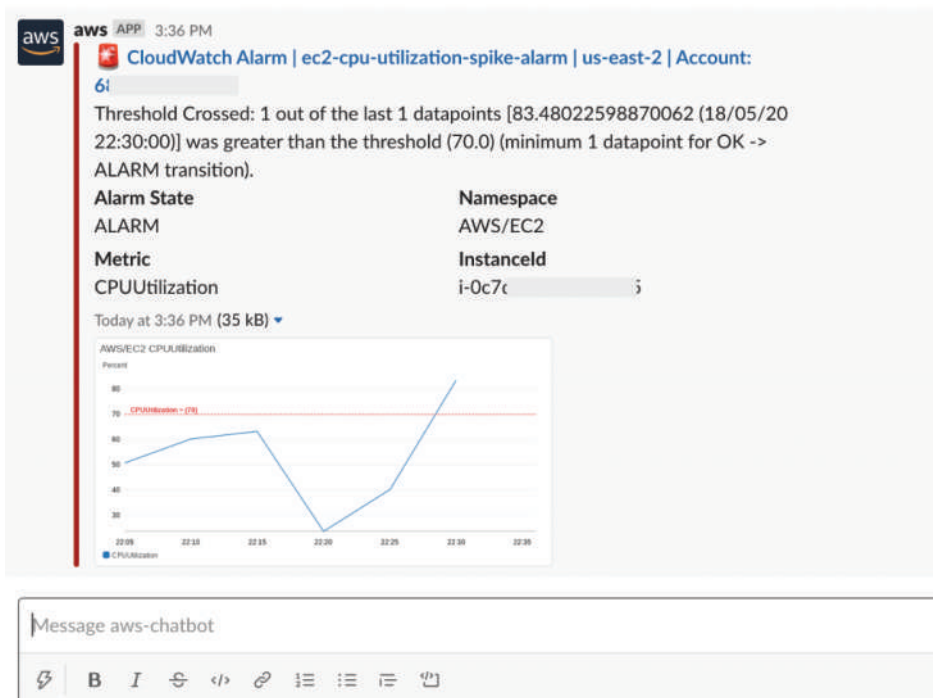 aws
aws APP 3:36 PM
CloudWatch Alarm | ec2-cpu-utilization-spike-alarm | us-east-2 | Account:
68
Threshold Crossed: 1 out of the last 1 datapoints [83.48022598870062 (18/05/20
22:30:00)] was greater than the threshold (70.0) (minimum 1 datapoint for OK ->
ALARM transition).
Alarm State Namespace
ALARM AWS/EC2
Metric InstanceId
CPUUtilization i-0c7
Today at 3:36 PM (35 kB)
AWS/EC2 CPUUtilization
Percent
80
70 CPUUtilization > (70)
60
50
40
30
22:05 22:10 22:15 22:20 22:25 22:30 22:35
CPUUtilization
Message aws-chatbot
B I S </>